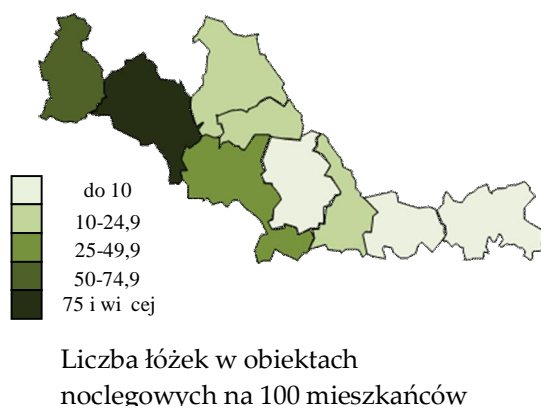 do 10
10-24,9
25-49,9
50-74,9
75 i wi cej
Liczba łóżek w obiektach
noclegowych na 100 mieszkańców